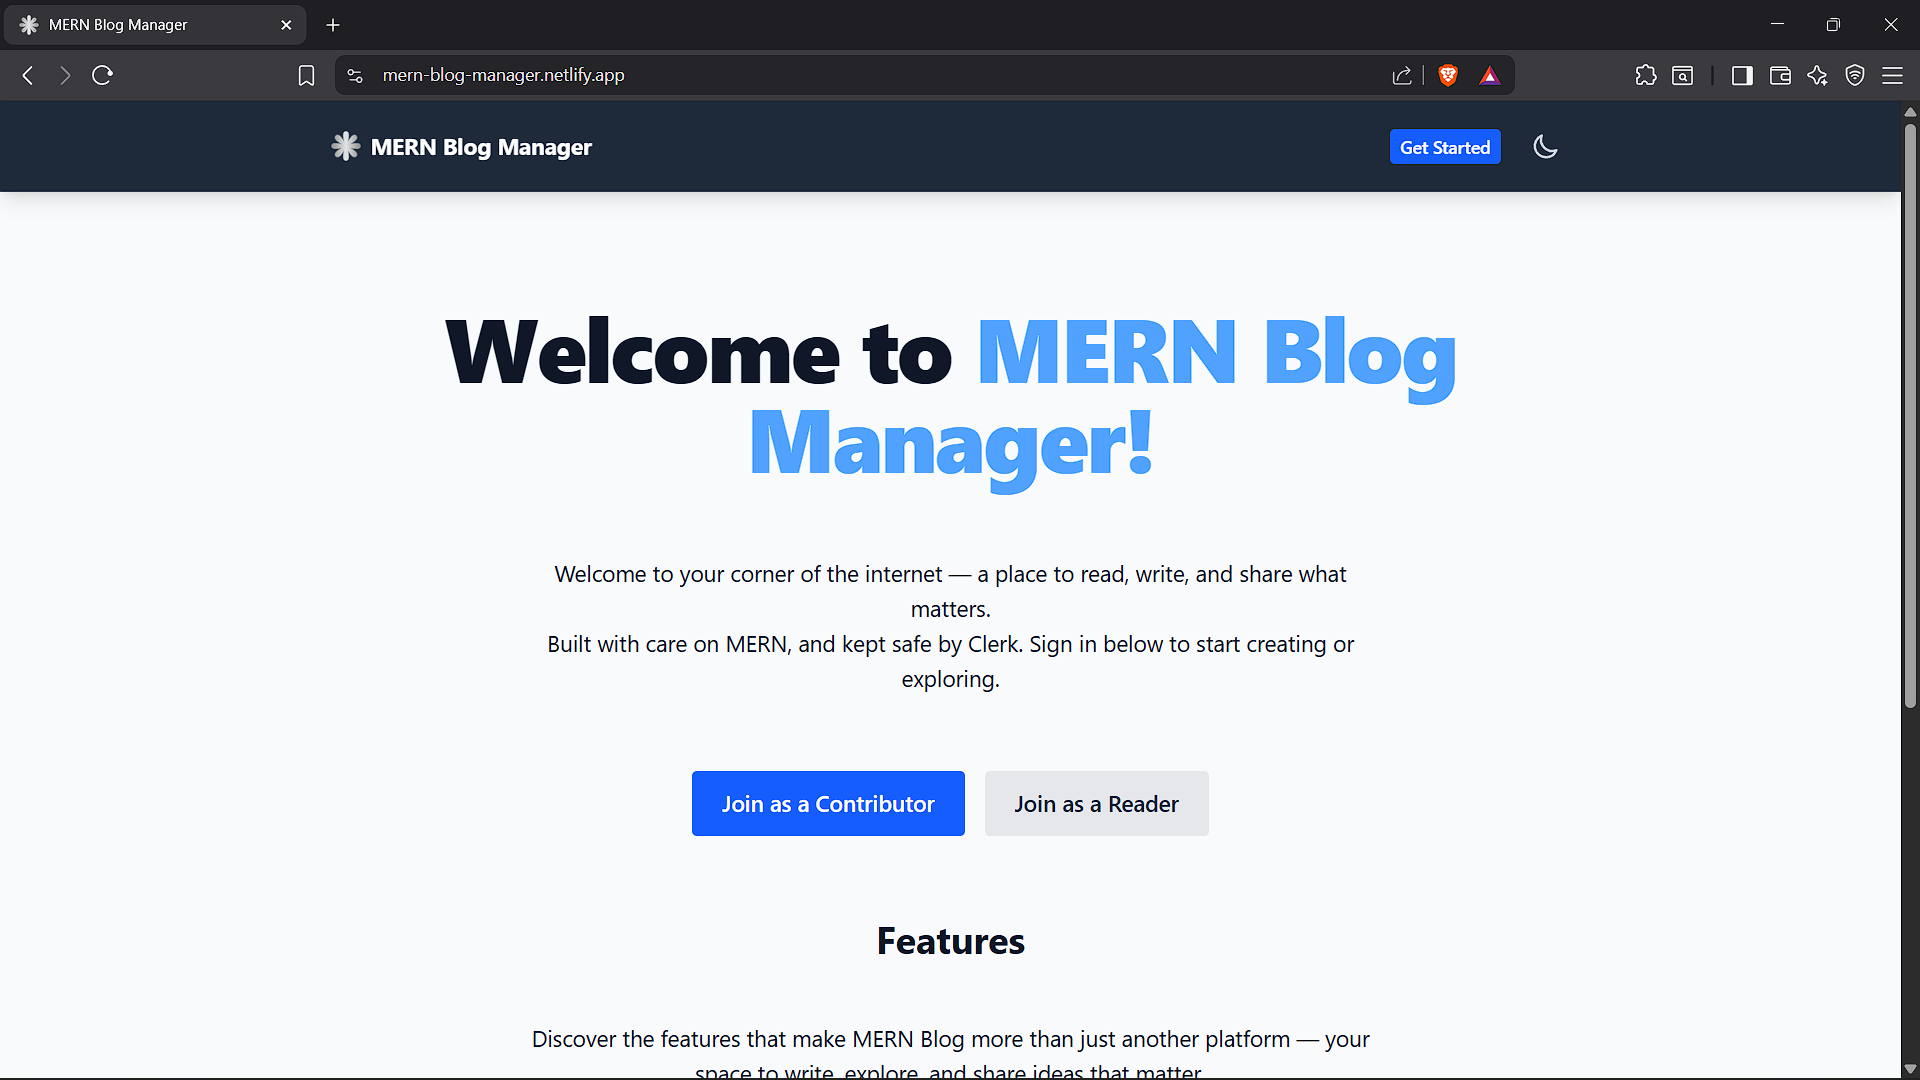 MERN Blog Manager
mern-blog-manager.netlify.app
MERN Blog Manager
Get Started
Welcome to MERN Blog
Manager!
Welcome to your corner of the internet — a place to read, write, and share what
matters.
Built with care on MERN, and kept safe by Clerk. Sign in below to start creating or
exploring.
Join as a Contributor
Join as a Reader
Features
Discover the features that make MERN Blog more than just another platform — your
space to write, explore, and share ideas that matter.